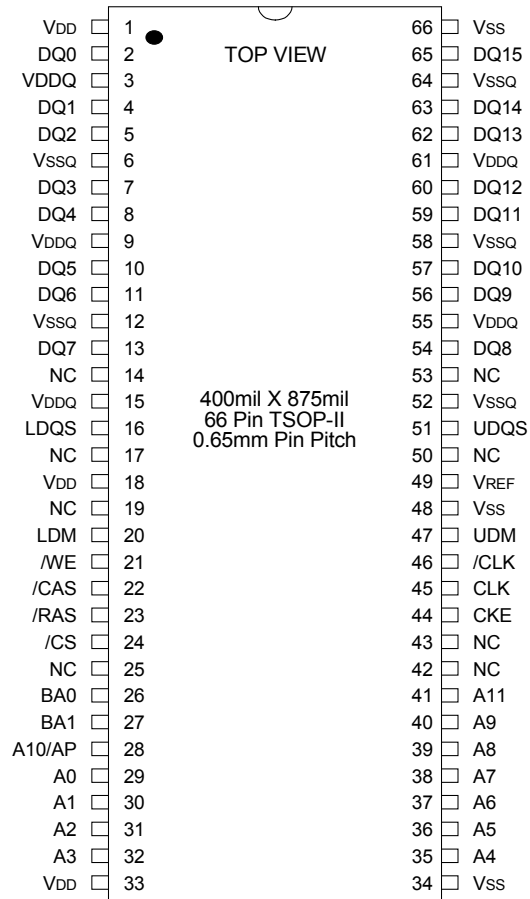 VDD 1 66 VSS
DQ0 2 TOP VIEW 65 DQ15
VDDQ 3 64 VSSQ
DQ1 4 63 DQ14
DQ2 5 62 DQ13
VSSQ 6 61 VDDQ
DQ3 7 60 DQ12
DQ4 8 59 DQ11
VDDQ 9 58 VSSQ
DQ5 10 57 DQ10
DQ6 11 56 DQ9
VSSQ 12 55 VDDQ
DQ7 13 54 DQ8
NC 14 53 NC
VDDQ 15 400mil X 875mil 52 VSSQ
LDQS 16 66 Pin TSOP-II 51 UDQS
NC 17 0.65mm Pin Pitch 50 NC
VDD 18 49 VREF
NC 19 48 VSS
LDM 20 47 UDM
/WE 21 46 /CLK
/CAS 22 45 CLK
/RAS 23 44 CKE
/CS 24 43 NC
NC 25 42 NC
BA0 26 41 A11
BA1 27 40 A9
A10/AP 28 39 A8
A0 29 38 A7
A1 30 37 A6
A2 31 36 A5
A3 32 35 A4
VDD 33 34 VSS